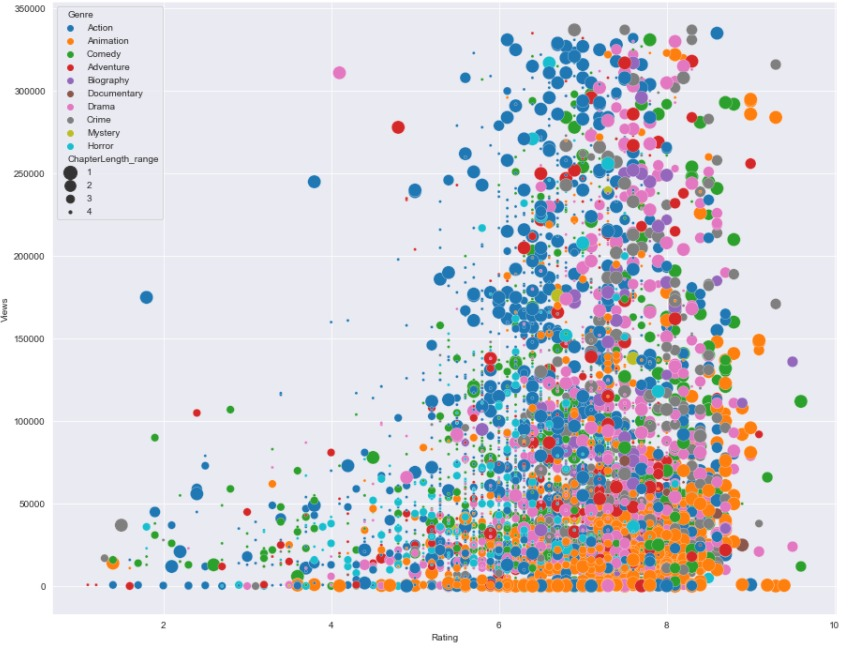 350000
300000
250000
200000
150000
100000
50000
0
Views
Genre
Action
Animation
Comedy
Adventure
Biography
Documentary
Drama
Crime
Mystery
Horror
ChapterLength_range
1
2
3
4
2
4
6
8
10
Rating